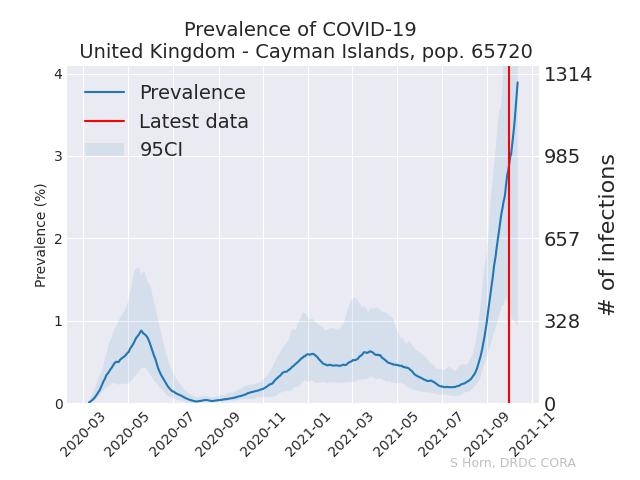 Prevalence of COVID-19
United Kingdom - Cayman Islands, pop. 65720
Prevalence
Latest data
95CI
Prevalence (%)
4
3
2
1
0
1314
985
657
328
0
# of infections
2020-03
2020-05
2020-07
2020-09
2020-11
2021-01
2021-03
2021-05
2021-07
2021-09
2021-11
S Horn, DRDC CORA